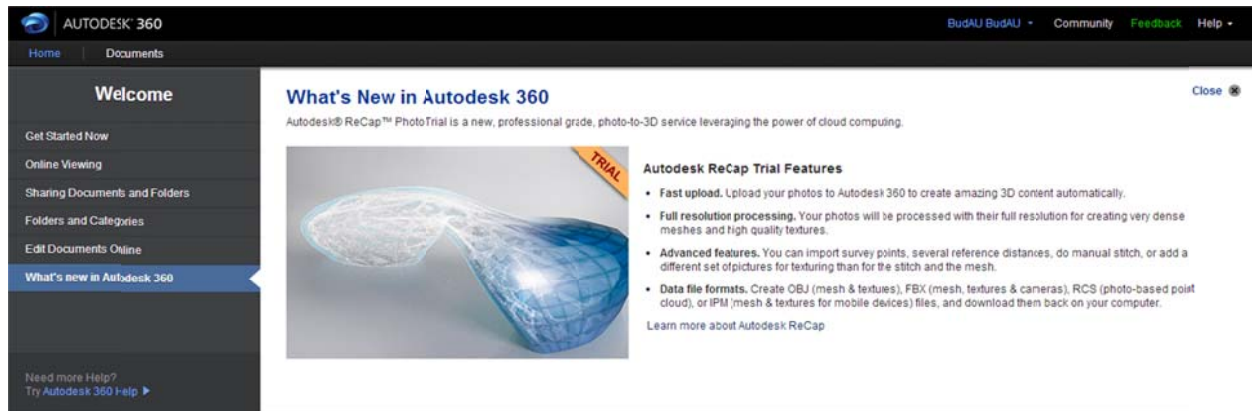 AUTODESK® 360
BudAU BudAU Community Feedback Help
Home Documents
Welcome
Get Started Now
Online Viewing
Sharing Documents and Folders
Folders and Categories
Edit Documents Online
What's new in Autodesk 360
Need more Help?
Try Autodesk 360 Help
What's New in Autodesk 360
Close
Autodesk® ReCap™ PhotoTrial is a new, professional grade, photo-to-3D service leveraging the power of cloud computing.
TRIAL
Autodesk ReCap Trial Features
• Fast upload. Upload your photos to Autodesk 360 to create amazing 3D content automatically.
• Full resolution processing. Your photos will be processed with their full resolution for creating very dense
meshes and high quality textures.
• Advanced features. You can import survey points, several reference distances, do manual stitch, or add a
different set of pictures for texturing than for the stitch and the mesh.
• Data file formats. Create OBJ (mesh & textures), FBX (mesh, textures & cameras), RCS (photo-based point
cloud), or IPM (mesh & textures for mobile devices) files, and download them back on your computer.
Learn more about Autodesk ReCap